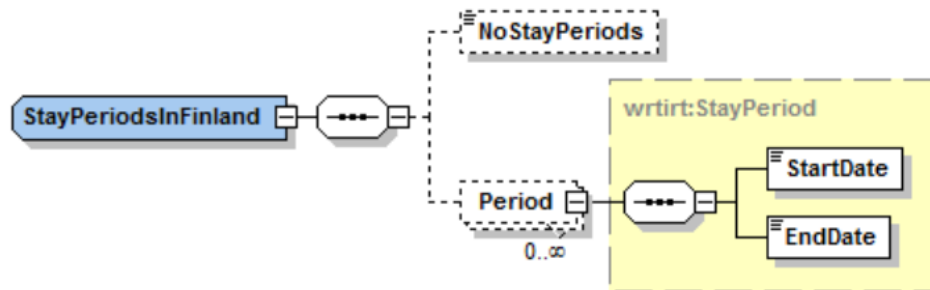 NoStayPeriods
StayPeriodsInFinland
wrtirt:StayPeriod
StartDate
Period
EndDate
0..∞